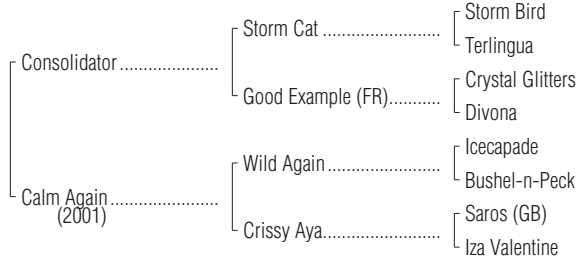 Storm Bird
Storm Cat ........................
Terlingua
Consolidator ....................
Crystal Glitters
Good Example (FR)...........
Divona
Icecapade
Wild Again .......................
Bushel-n-Peck
Calm Again ......................
(2001)
Saros (GB)
Crissy Aya.........................
Iza Valentine